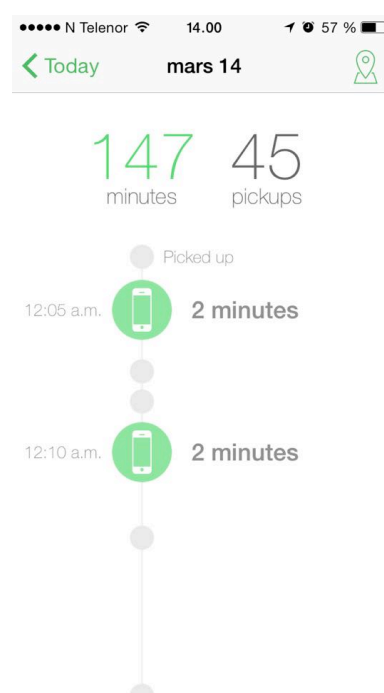 N Telenor 14.00 57 %
Today mars 14
147 45
minutes pickups
Picked up
12:05 a.m. 2 minutes
12:10 a.m. 2 minutes